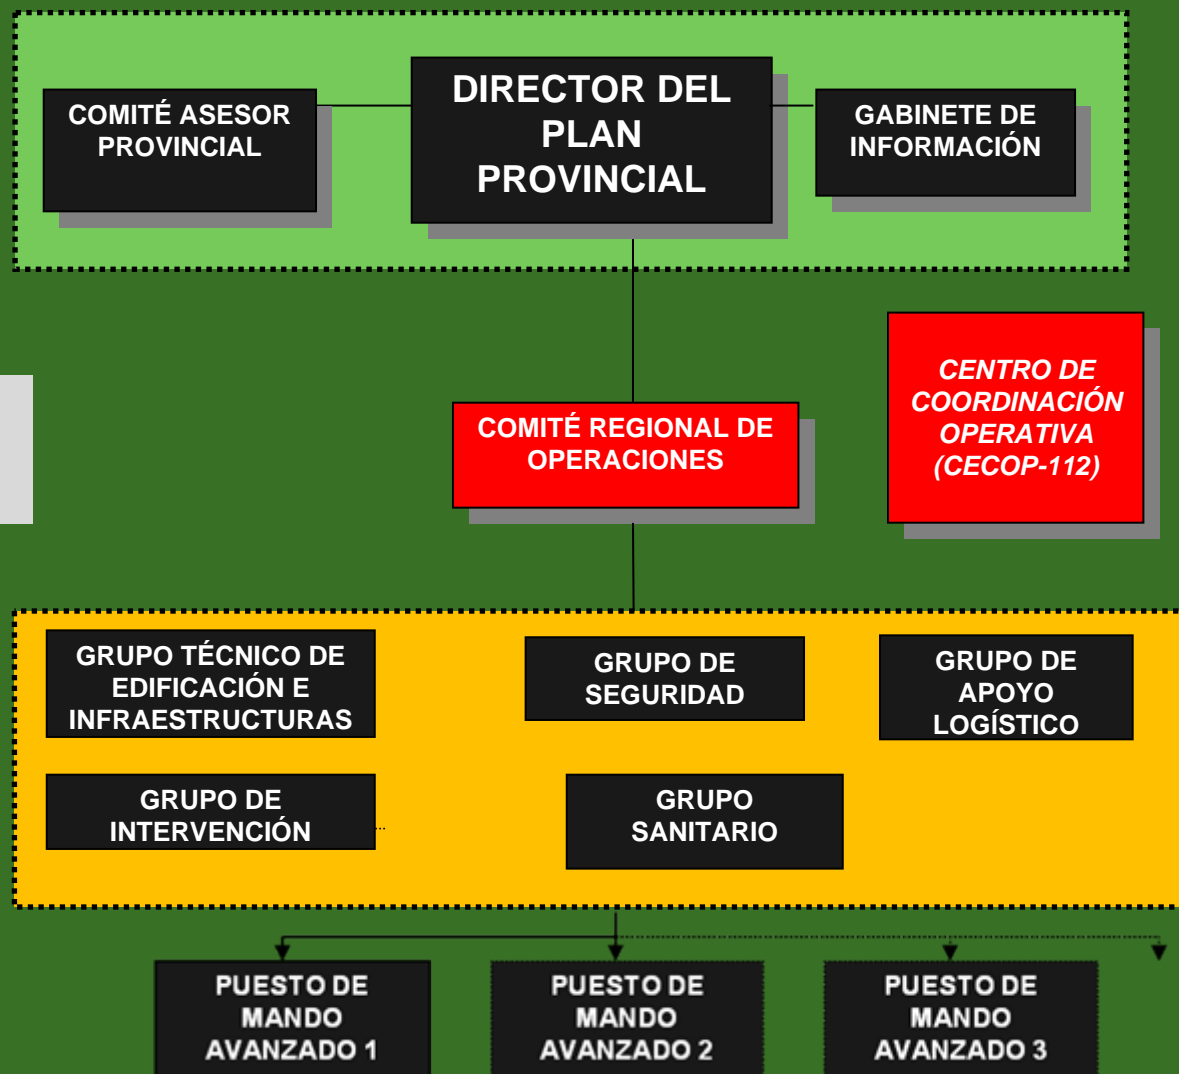 COMITÉ ASESOR
PROVINCIAL
DIRECTOR DEL
PLAN
PROVINCIAL
GABINETE DE
INFORMACIÓN
CENTRO DE
COORDINACIÓN
OPERATIVA
(CECOP-112)
COMITÉ REGIONAL DE
OPERACIONES
GRUPO TÉCNICO DE
EDIFICACIÓN E
INFRAESTRUCTURAS
GRUPO DE
SEGURIDAD
GRUPO DE
APOYO
LOGÍSTICO
GRUPO DE
INTERVENCIÓN
GRUPO
SANITARIO
PUESTO DE
MANDO
AVANZADO 1
PUESTO DE
MANDO
AVANZADO 2
PUESTO DE
MANDO
AVANZADO 3